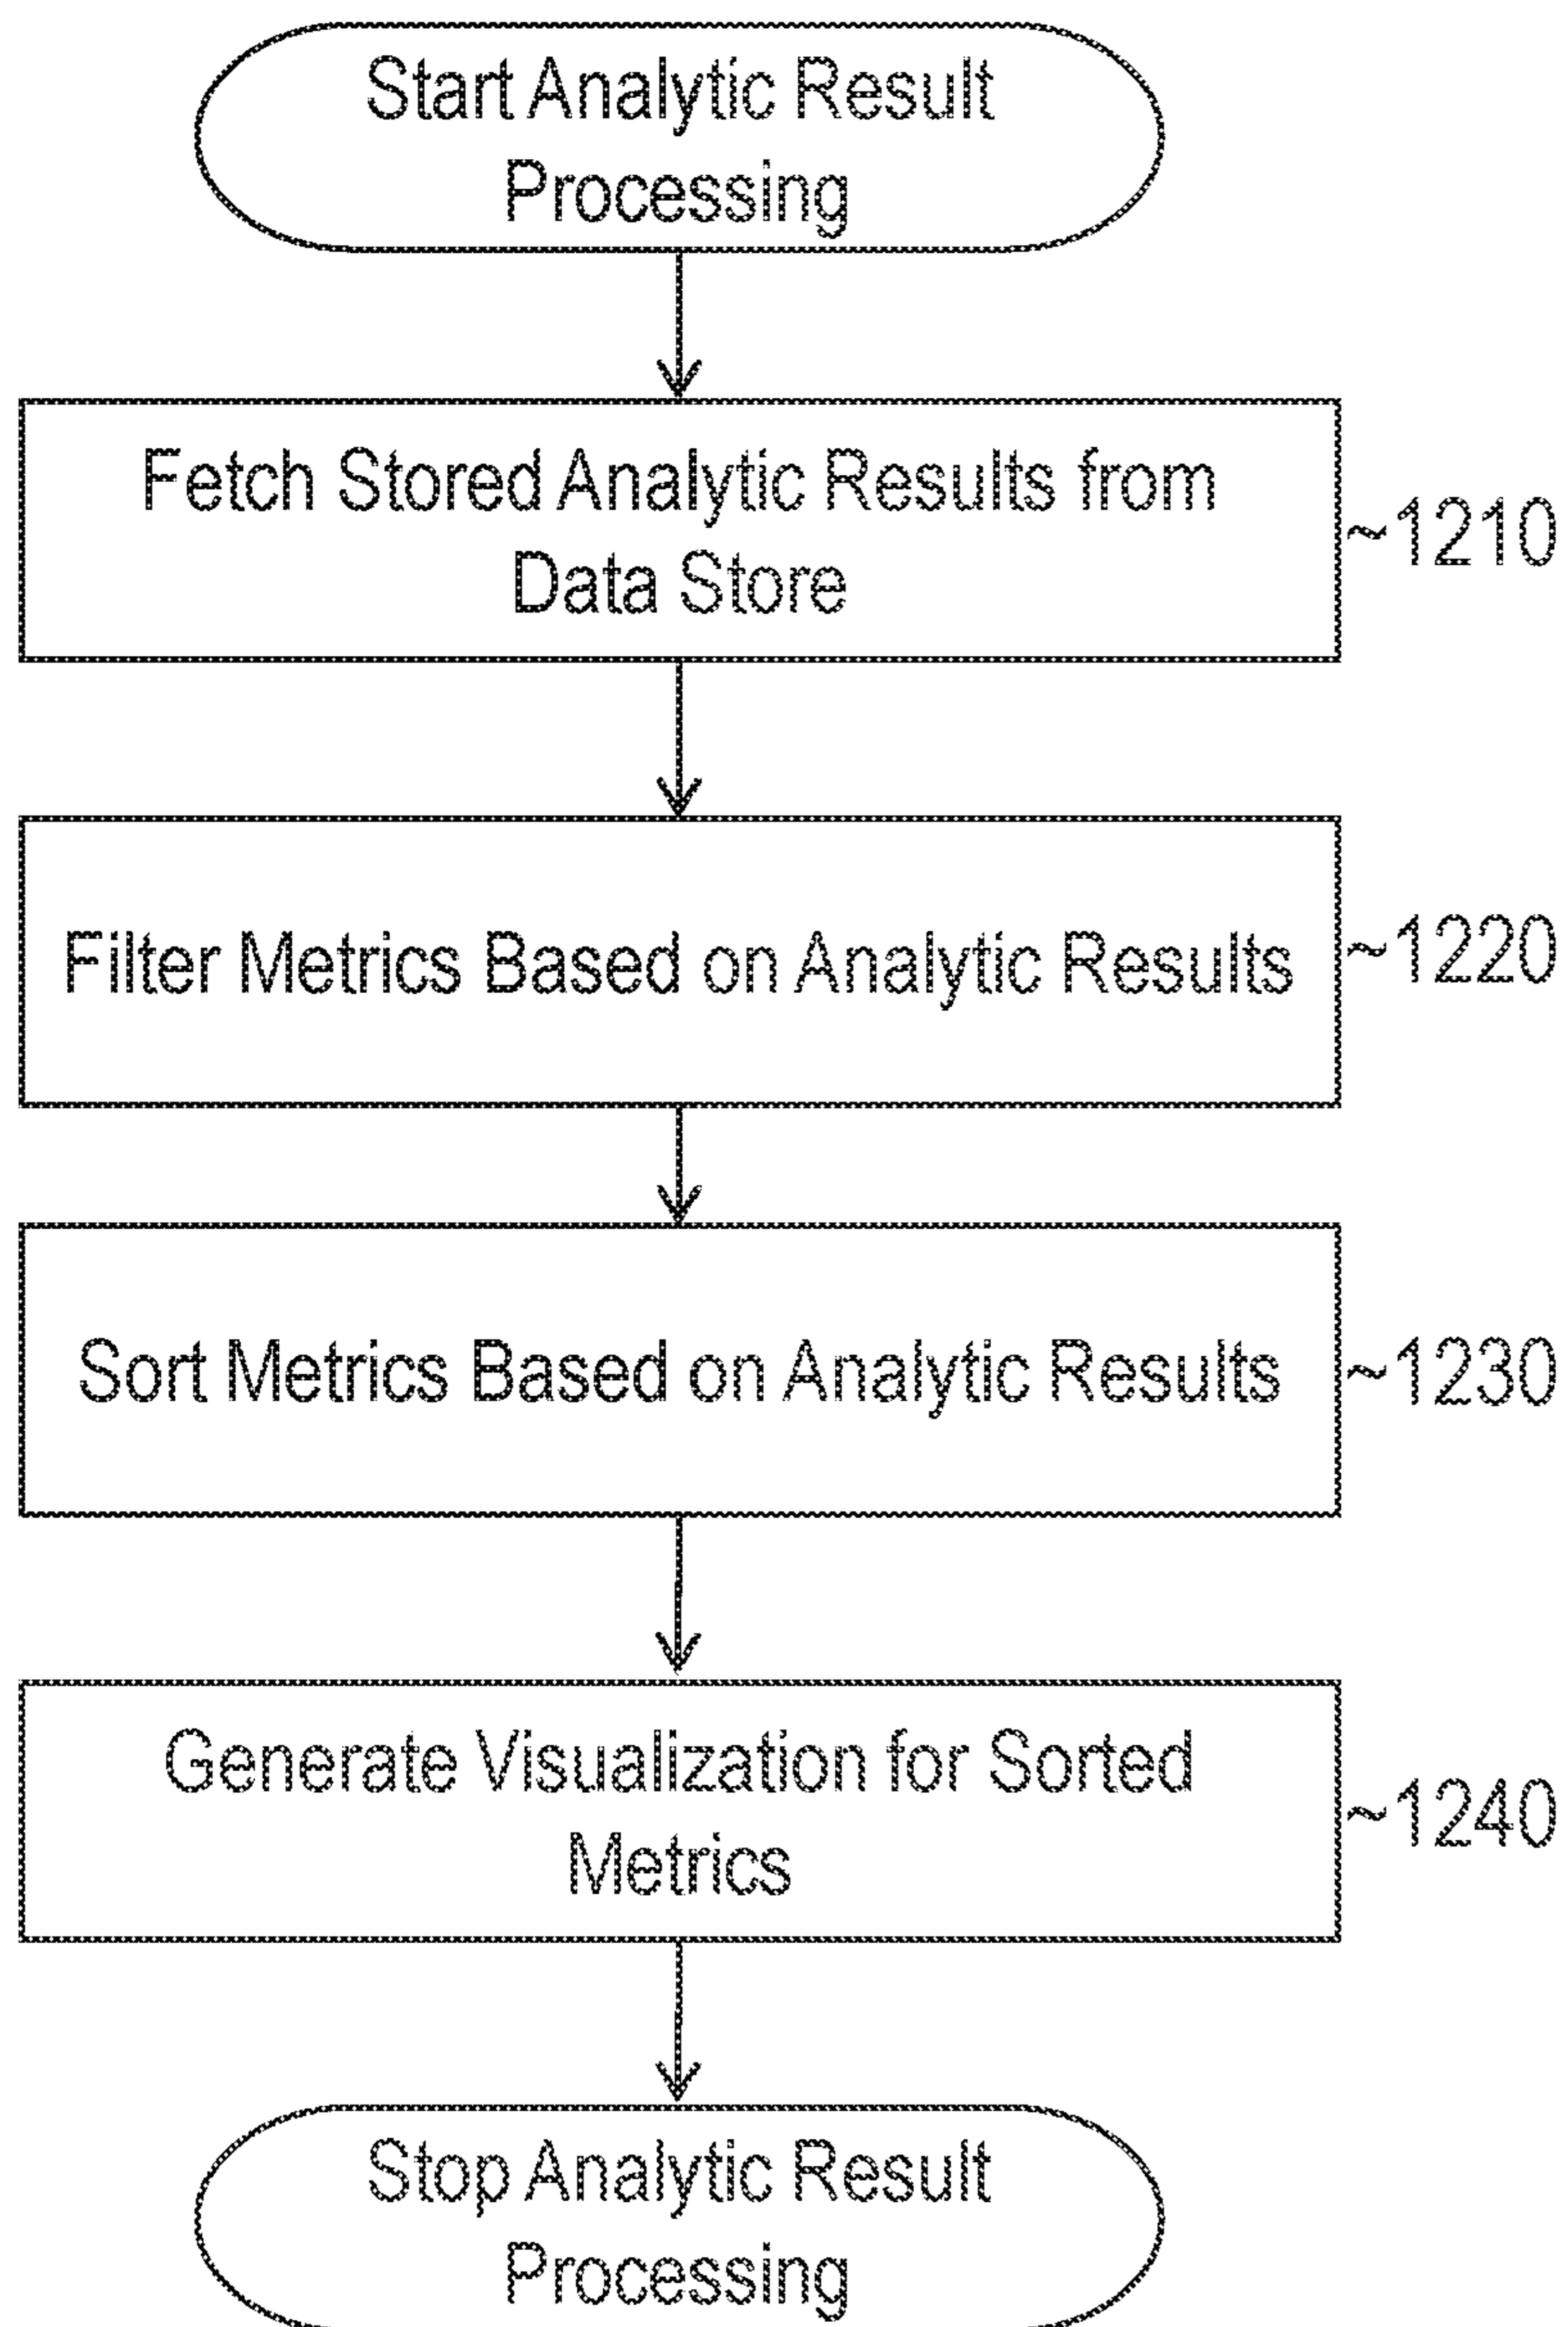 Start Analytic Result
Processing
Fetch Stored Analytic Results from
Data Store
~1210
Filter Metrics Based on Analytic Results
~1220
Sort Metrics Based on Analytic Results
~1230
Generate Visualization for Sorted
Metrics
~1240
Stop Analytic Result
Processing